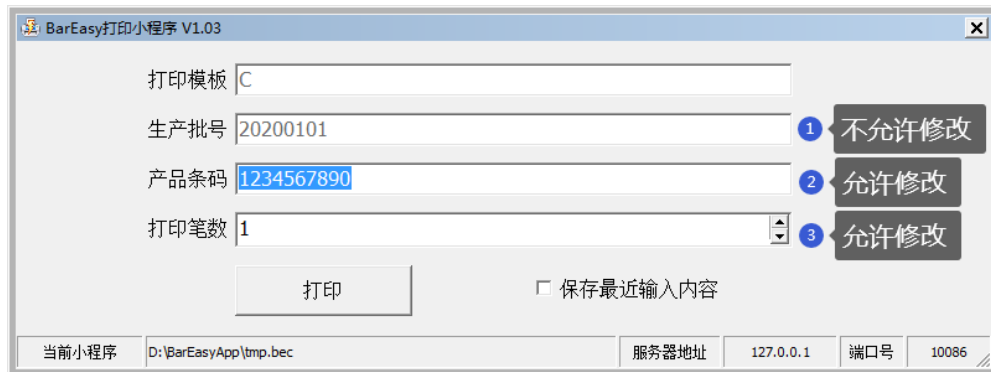 BarEasy打印小程序 V1.03
打印模板 C
生产批号 20200101 1 不允许修改
产品条码 1234567890 2 允许修改
打印笔数 1 3 允许修改
打印 保存最近输入内容
当前小程序 D:\BarEasyApp\tmp.bec 服务器地址 127.0.0.1 端口号 10086